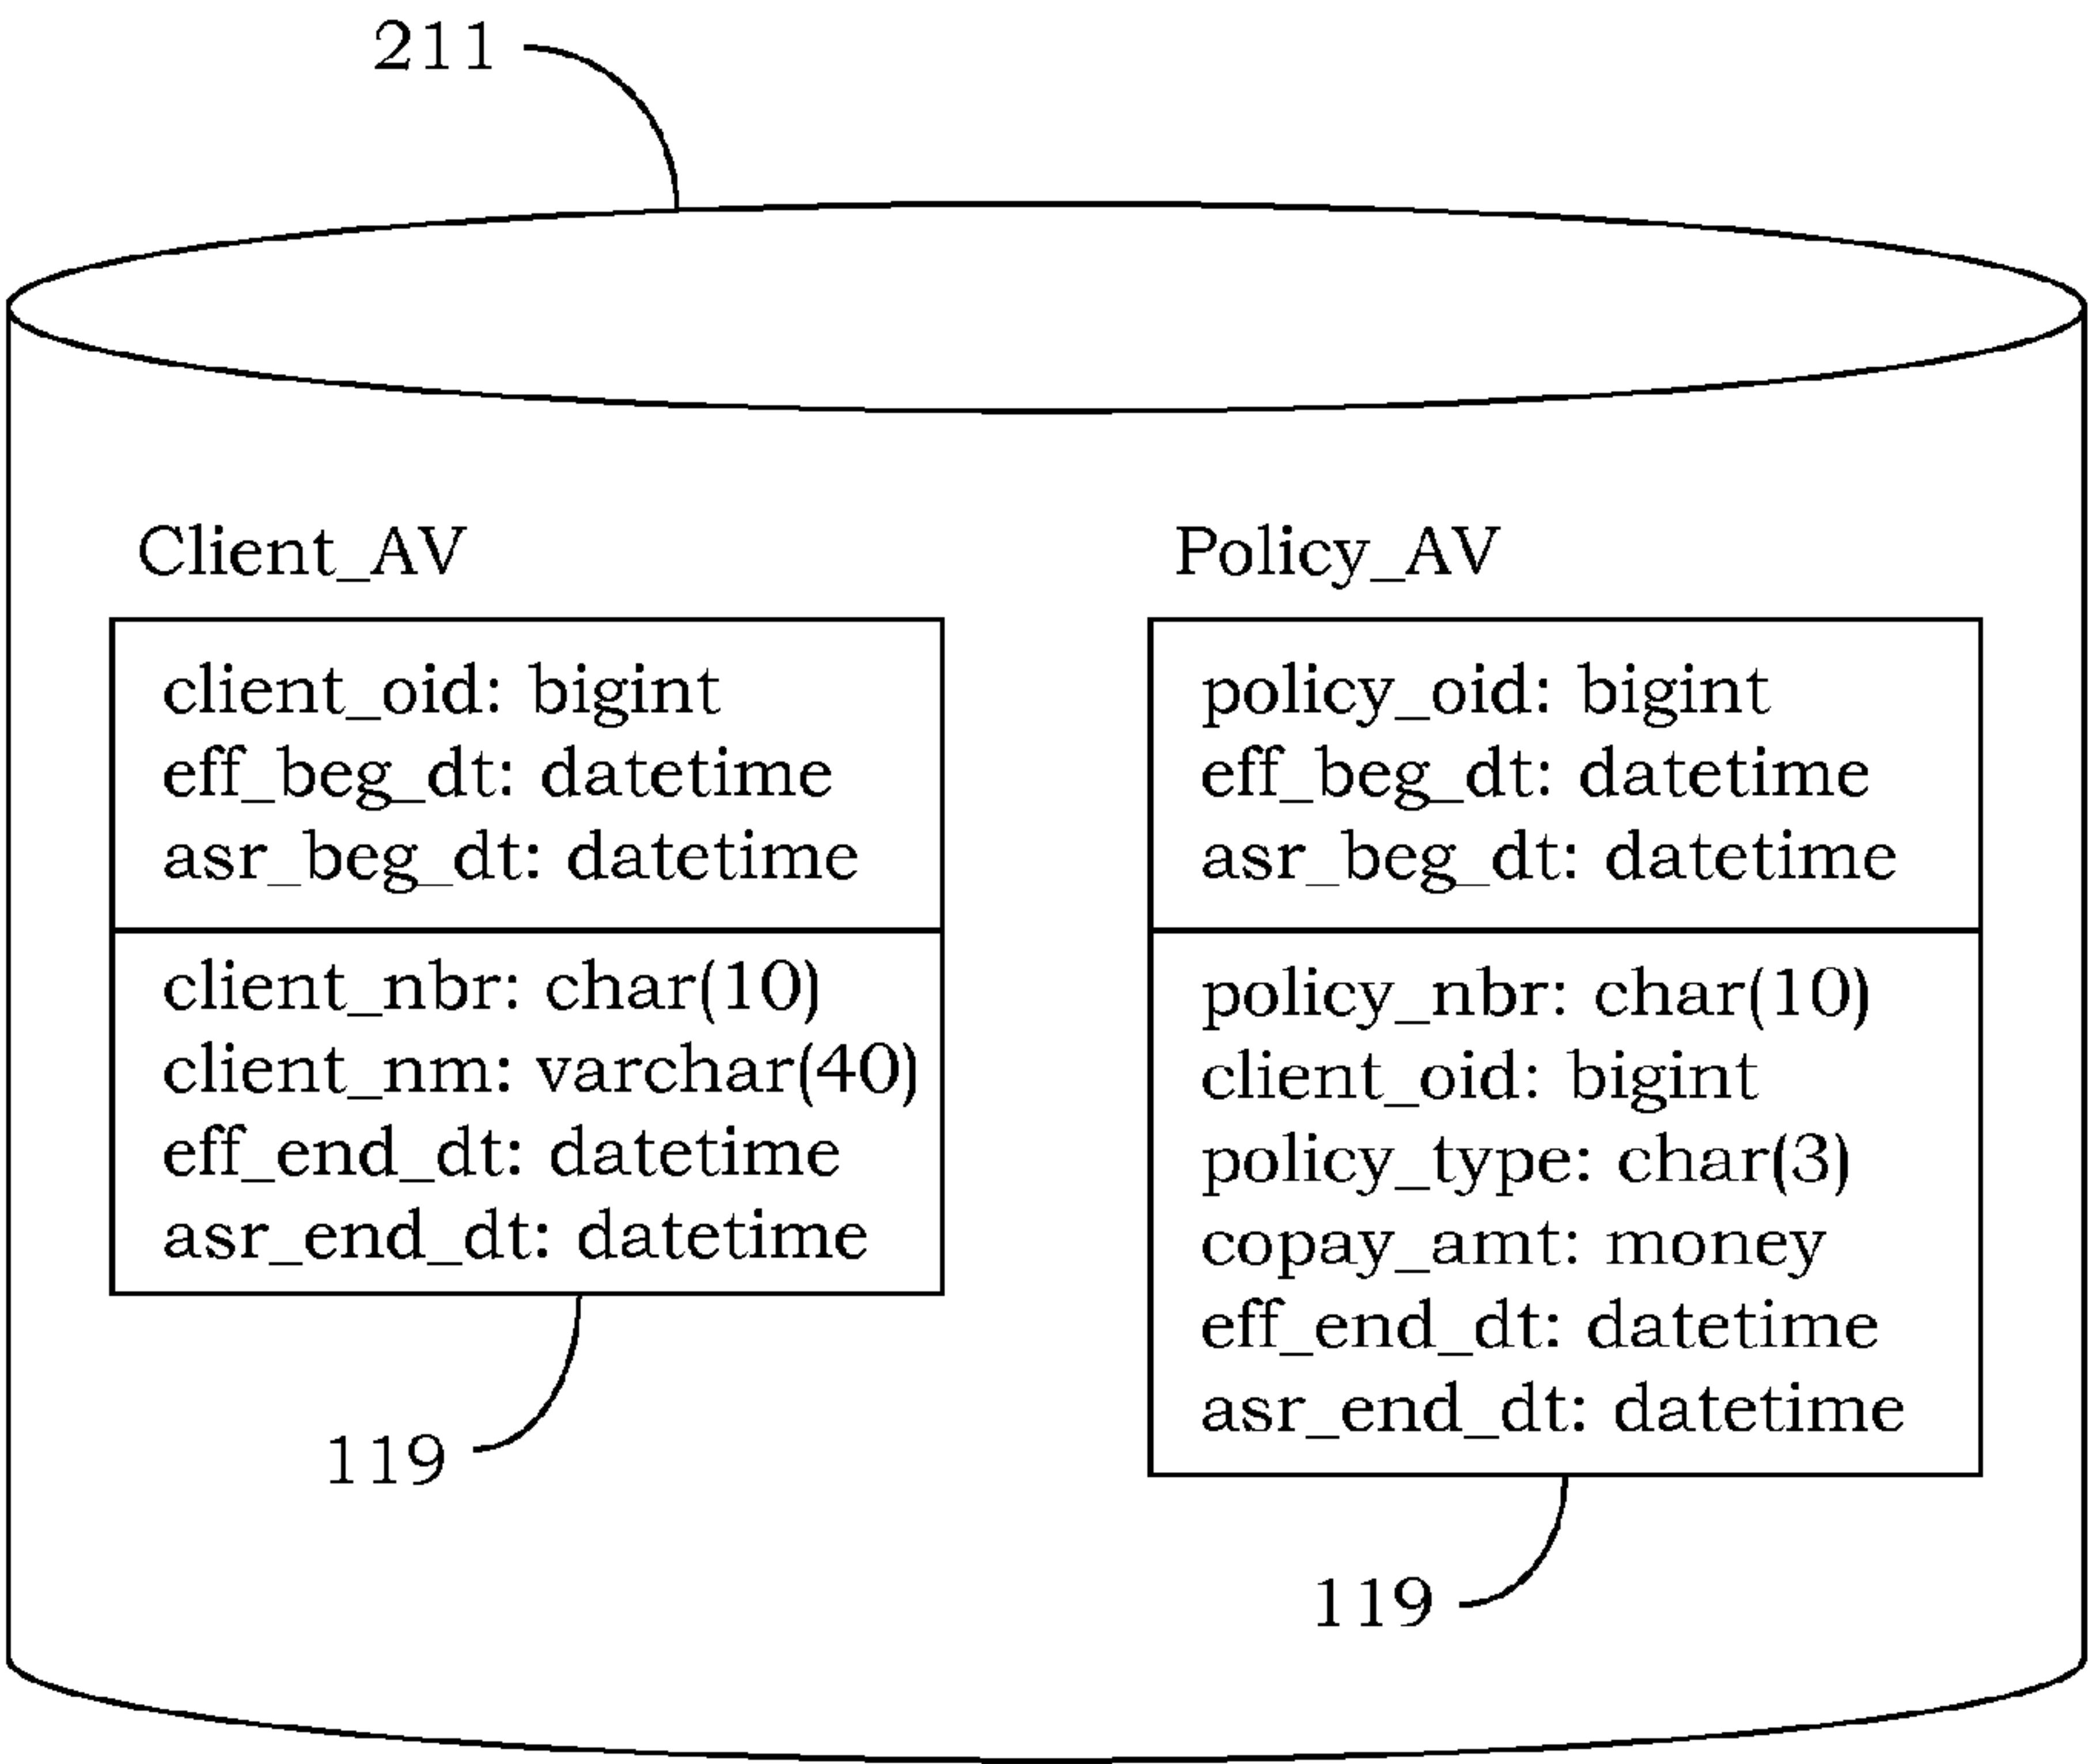 211
Client_AV
client_oid: bigint
eff_beg_dt: datetime
asr_beg_dt: datetime
client_nbr: char(10)
client_nm: varchar(40)
eff_end_dt: datetime
asr_end_dt: datetime
119
Policy_AV
policy_oid: bigint
eff_beg_dt: datetime
asr_beg_dt: datetime
policy_nbr: char(10)
client_oid: bigint
policy_type: char(3)
copay_amt: money
eff_end_dt: datetime
asr_end_dt: datetime
119